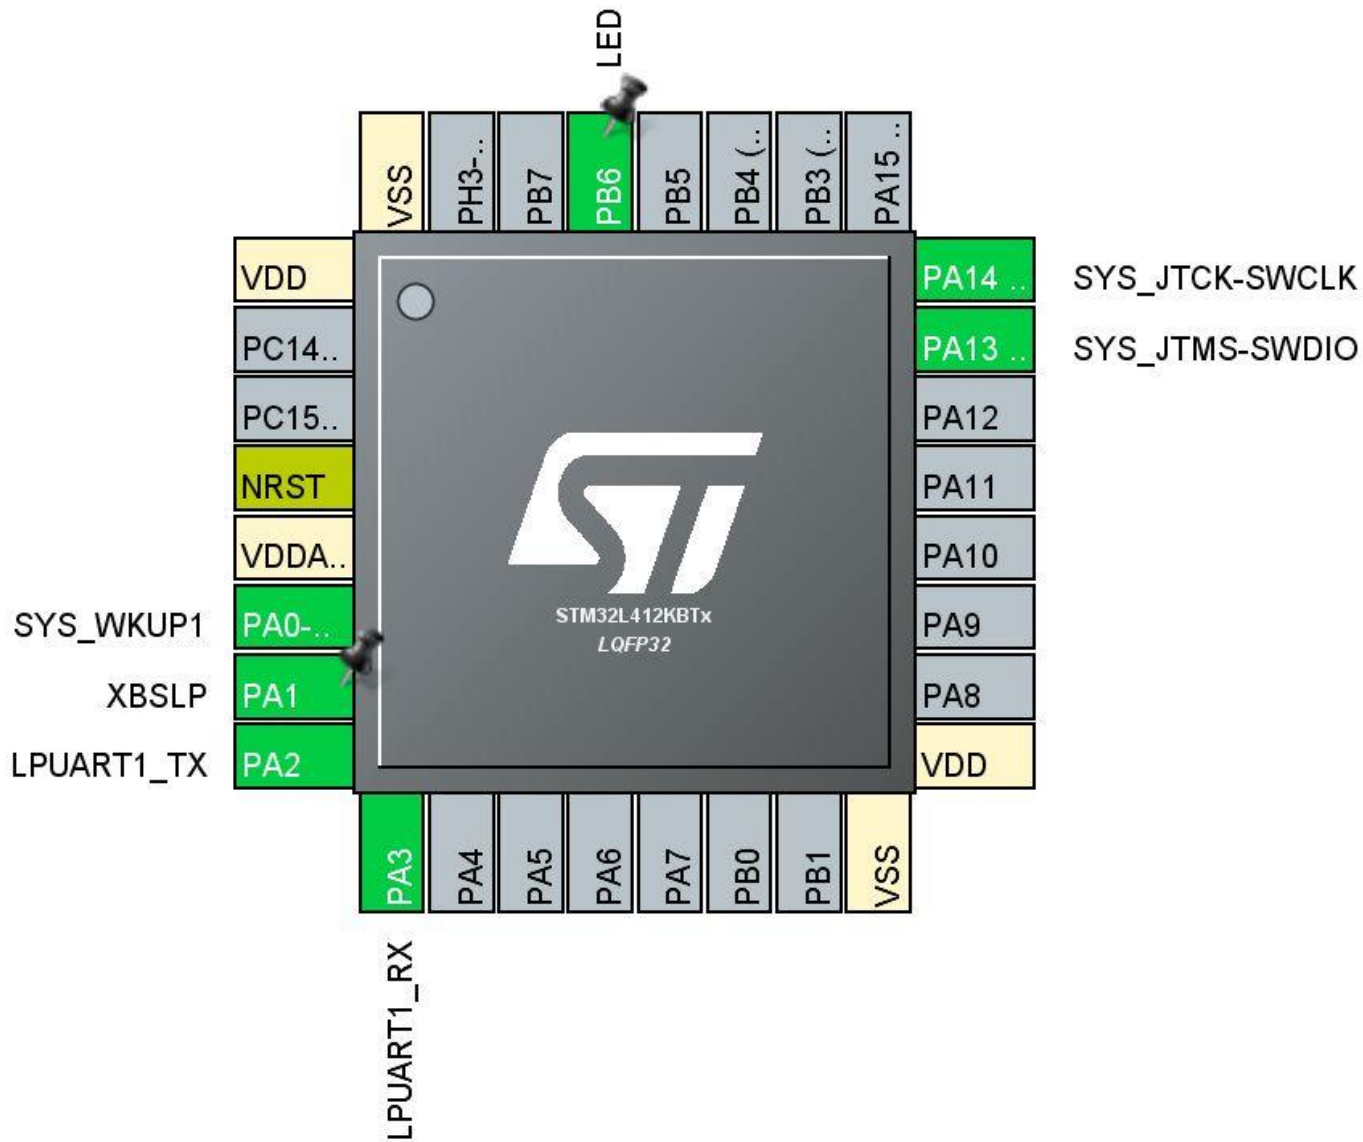 LED
VSS
PH3-..
PB7
PB6
PB5
PB4 (..
PB3 (..
PA15 ..
VDD
PC14..
PC15..
NRST
VDDA..
SYS_WKUP1 PA0-..
XBSLP PA1
LPUART1_TX PA2
PA14 .. SYS_JTCK-SWCLK
PA13 .. SYS_JTMS-SWDIO
PA12
PA11
PA10
PA9
PA8
VDD
ST
STM32L412KBTx
LQFP32
PA3
PA4
PA5
PA6
PA7
PB0
PB1
VSS
LPUART1_RX